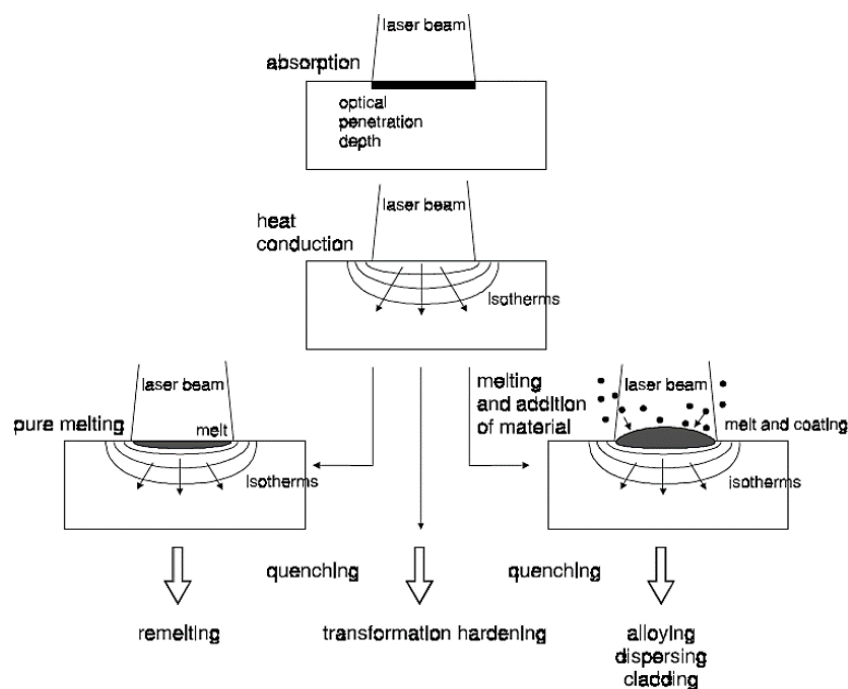 laser beam
absorption
optical
penetration
depth
laser beam
heat
conduction
Isotherms
laser beam
pure melting
melt
Isotherms
melting
and addition
of material
laser beam
melt and coating
isotherms
quenching
quenching
remelting
transformation hardening
alloying
dispersing
cladding